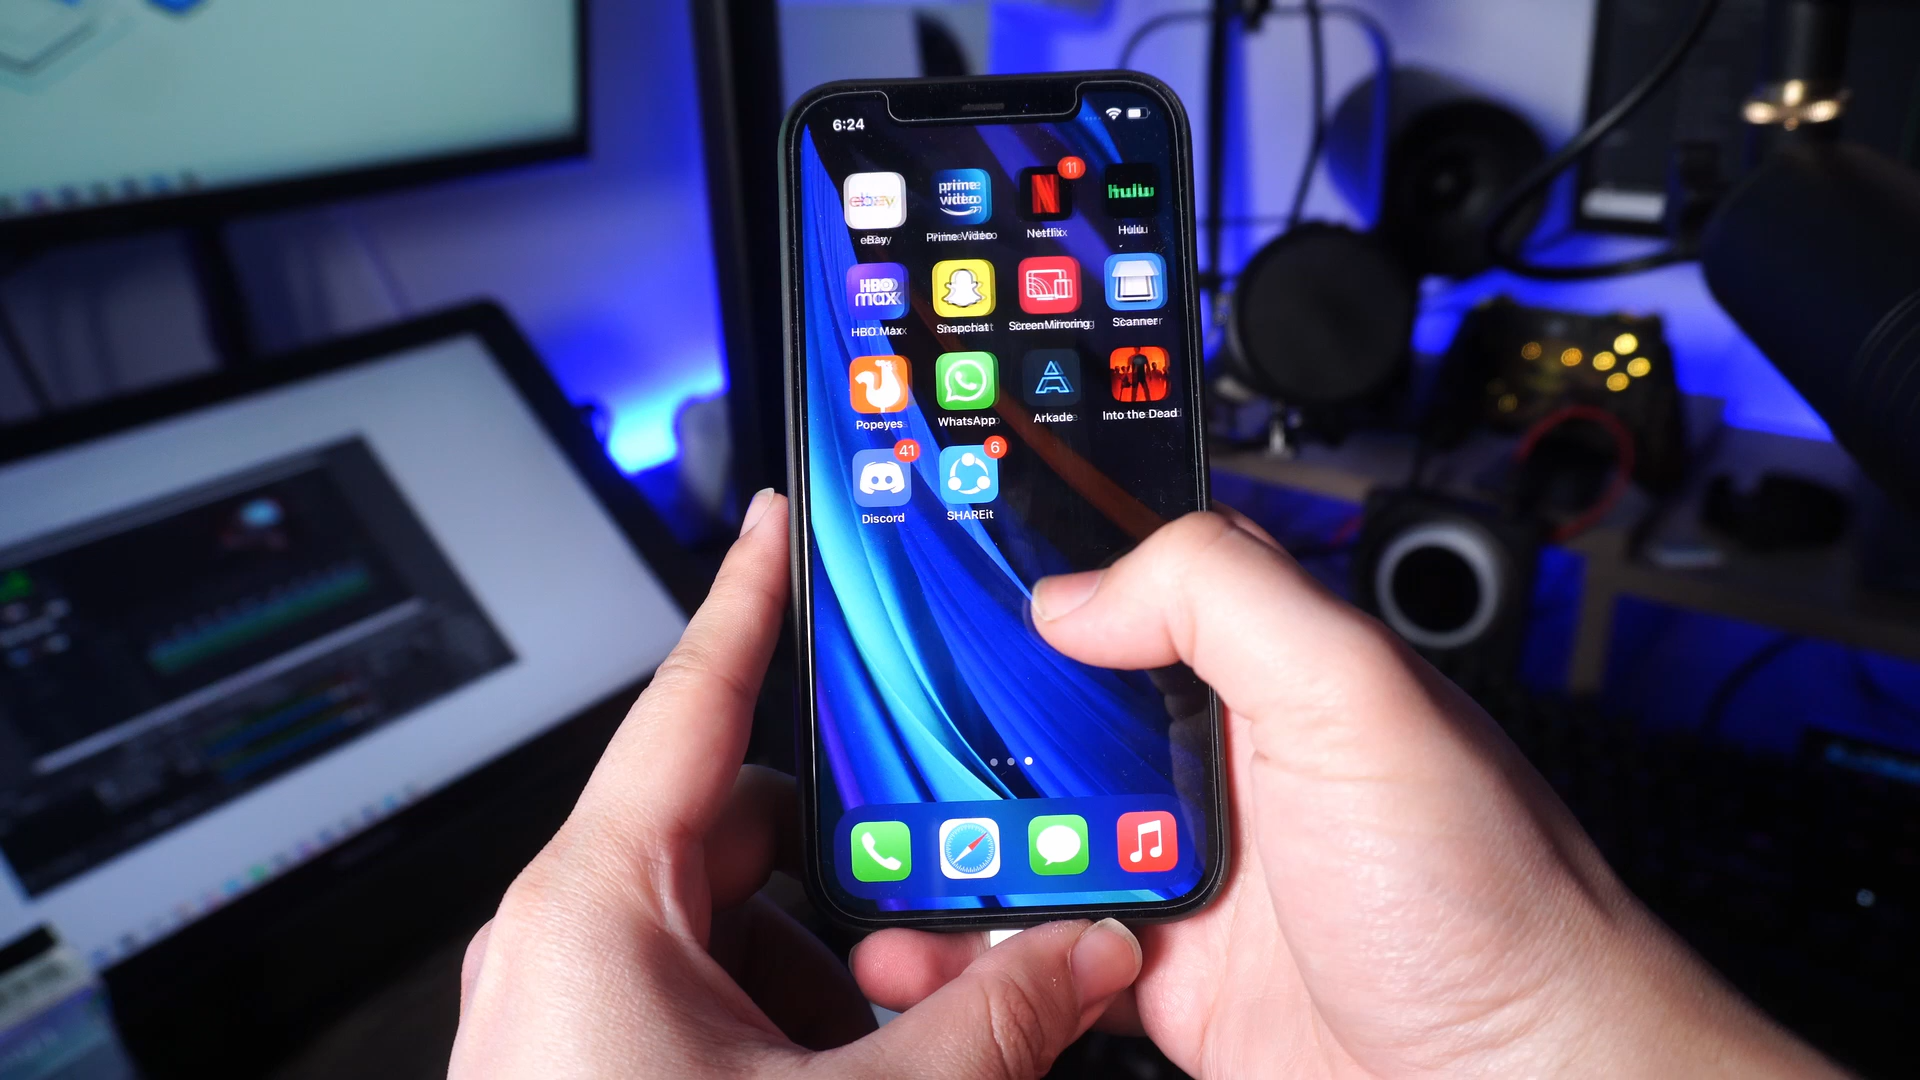 6:24
ebay
prime video
11
hulu
eBay
Prime Video
Netflix
Hulu
HBO max
HBO Max
Snapchat
Screen Mirroring
Scanner
Popeyes
WhatsApp
Arkade
Into the Dead
41
6
Discord
SHAREit